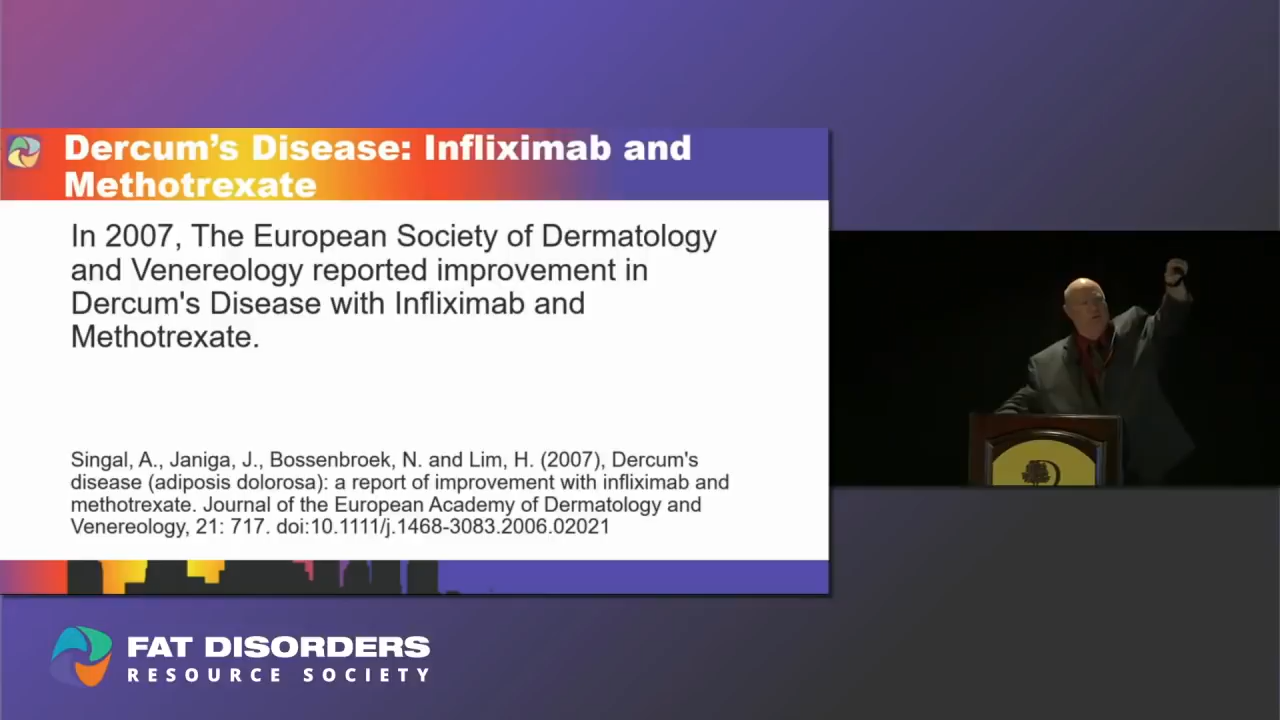 Dercum’s Disease: Infliximab and
Methotrexate
In 2007, The European Society of Dermatology
and Venereology reported improvement in
Dercum's Disease with Infliximab and
Methotrexate.
Singal, A., Janiga, J., Bossenbroek, N. and Lim, H. (2007), Dercum's
disease (adiposis dolorosa): a report of improvement with infliximab and
methotrexate. Journal of the European Academy of Dermatology and
Venereology, 21: 717. doi:10.1111/j.1468-3083.2006.02021
FAT DISORDERS
RESOURCE SOCIETY